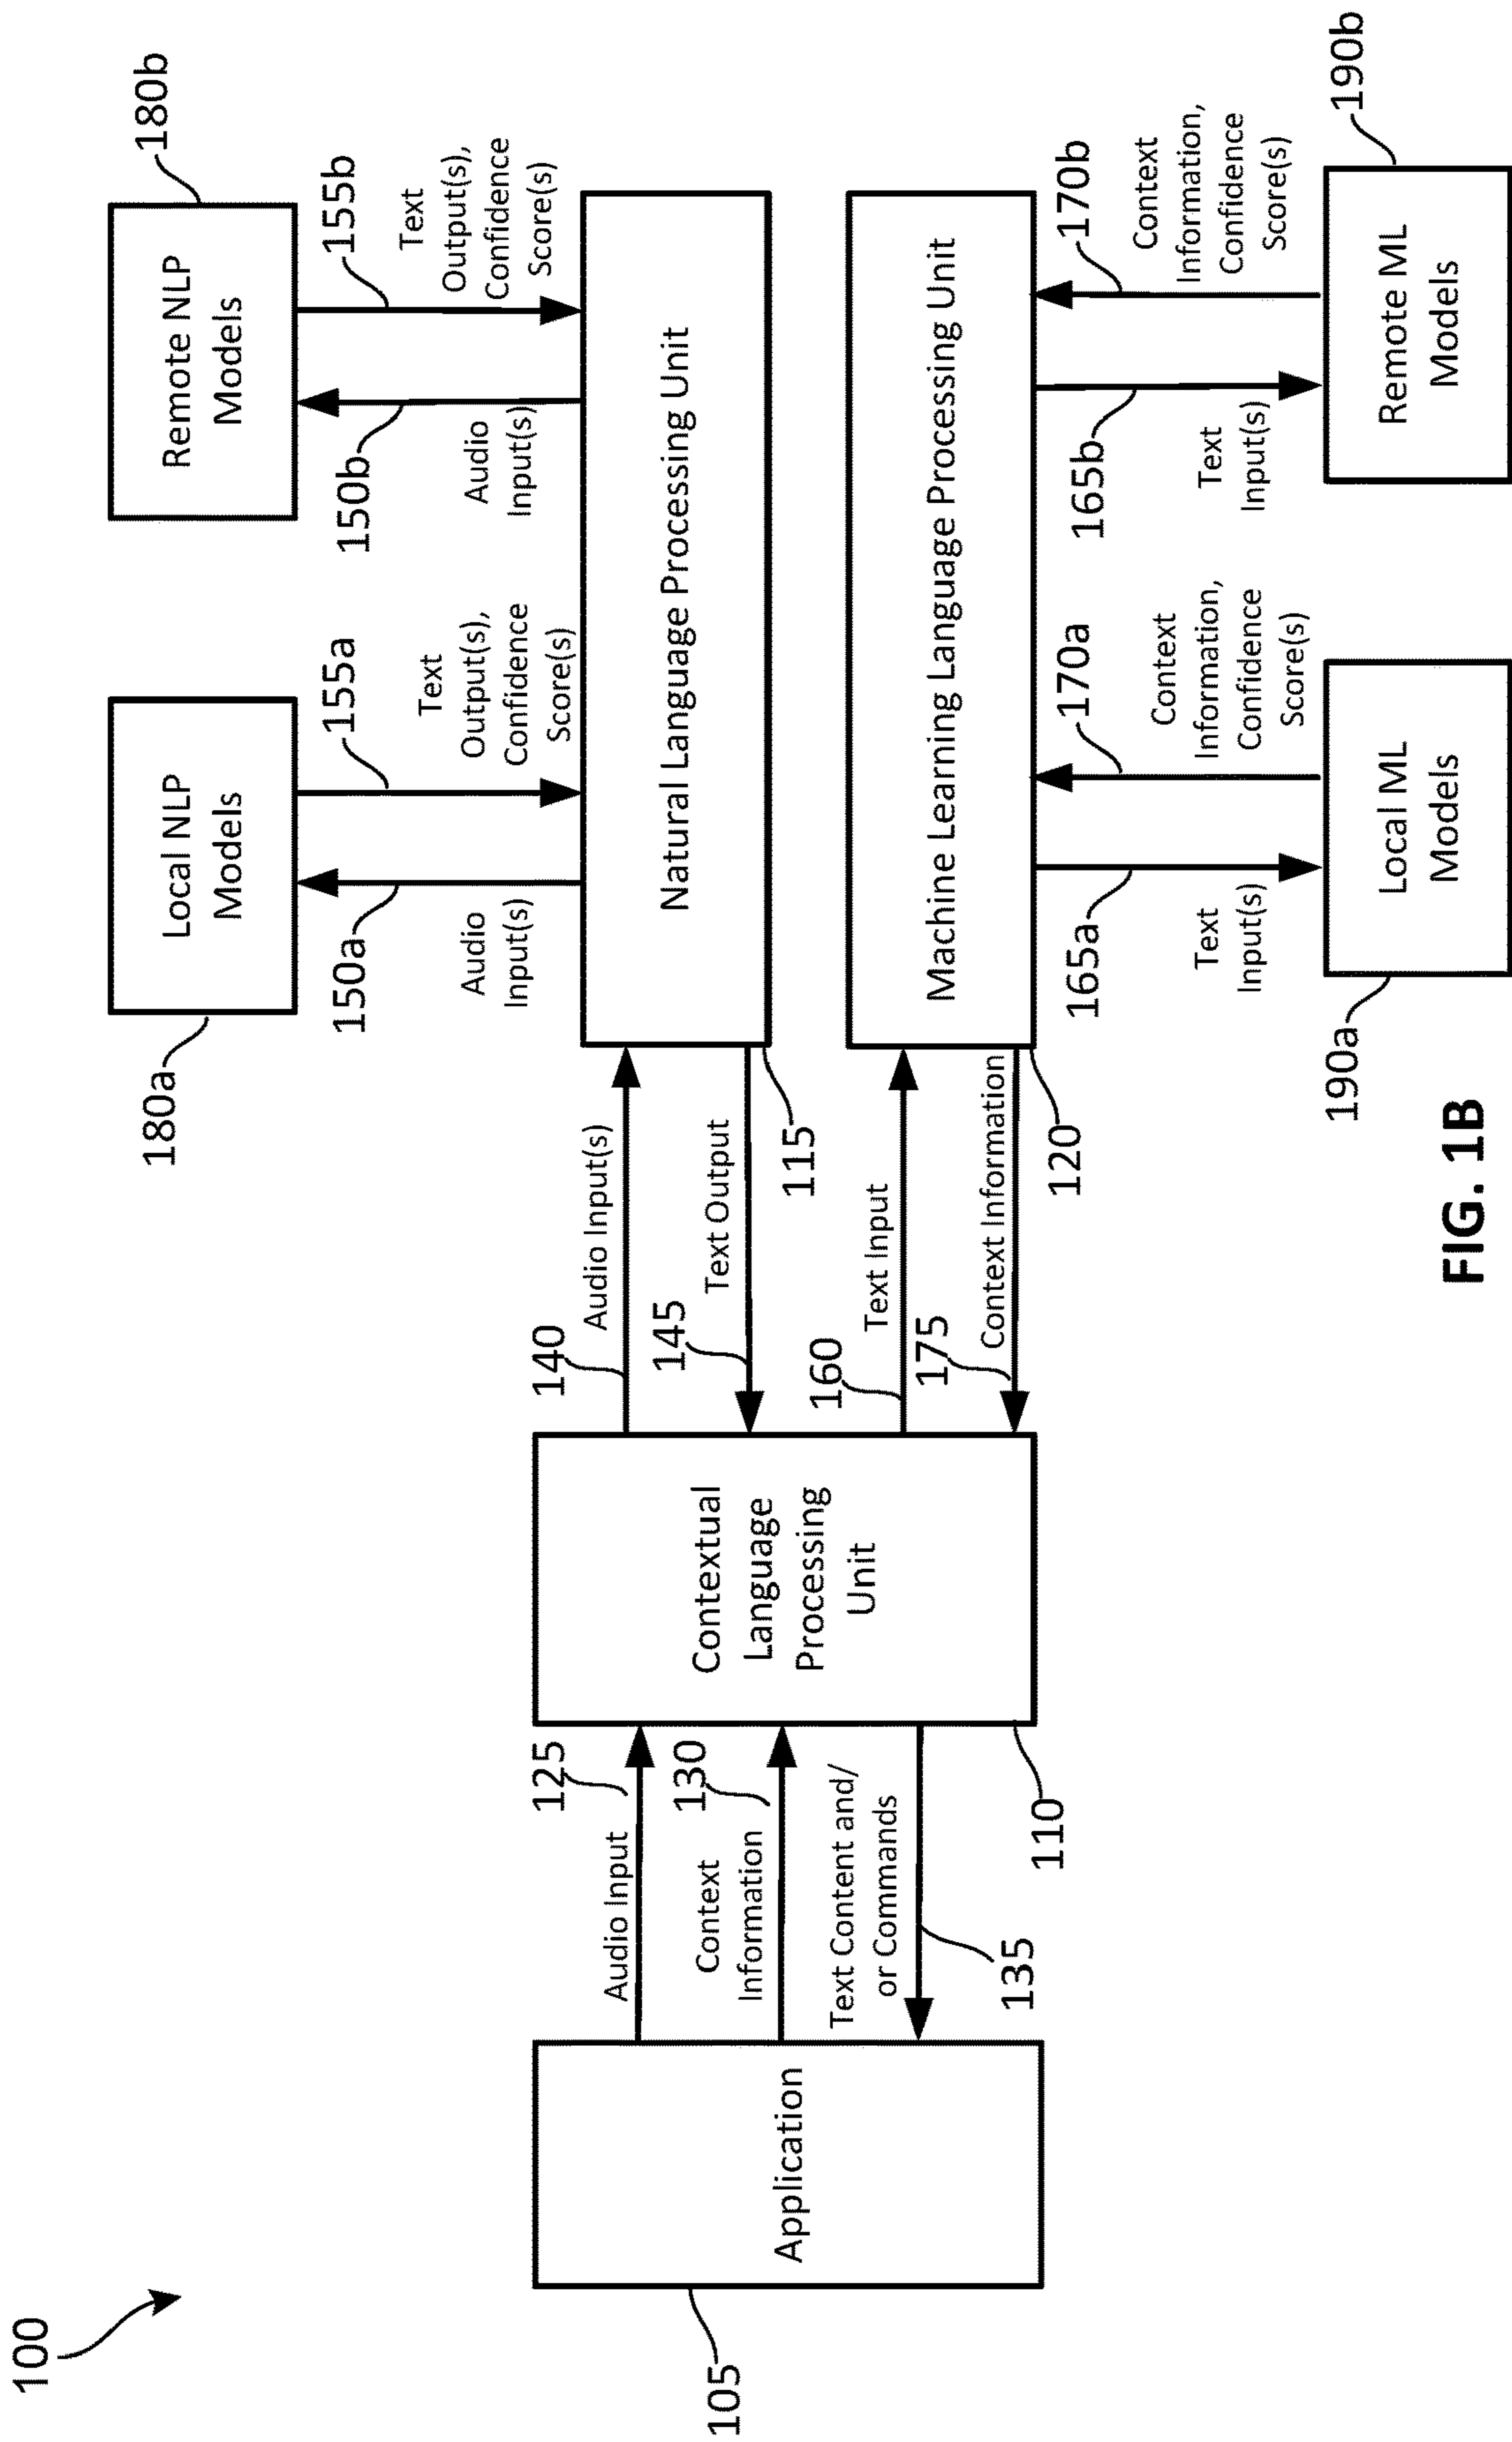 100
180a
Local NLP
Models
180b
Remote NLP
Models
150a
Audio
Input(s)
155a
Text
Output(s),
Confidence
Score(s)
150b
Audio
Input(s)
155b
Text
Output(s),
Confidence
Score(s)
105
Application
125
Audio Input
130
Context
Information
Text Content and/
or Commands
135
110
Contextual
Language
Processing
Unit
140
Audio Input(s)
145
Text Output
115
Natural Language Processing Unit
160
Text Input
175
Context Information
120
Machine Learning Language Processing Unit
165a
Text
Input(s)
170a
Context
Information,
Confidence
Score(s)
165b
Text
Input(s)
170b
Context
Information,
Confidence
Score(s)
190a
Local ML
Models
190b
Remote ML
Models
FIG. 1B